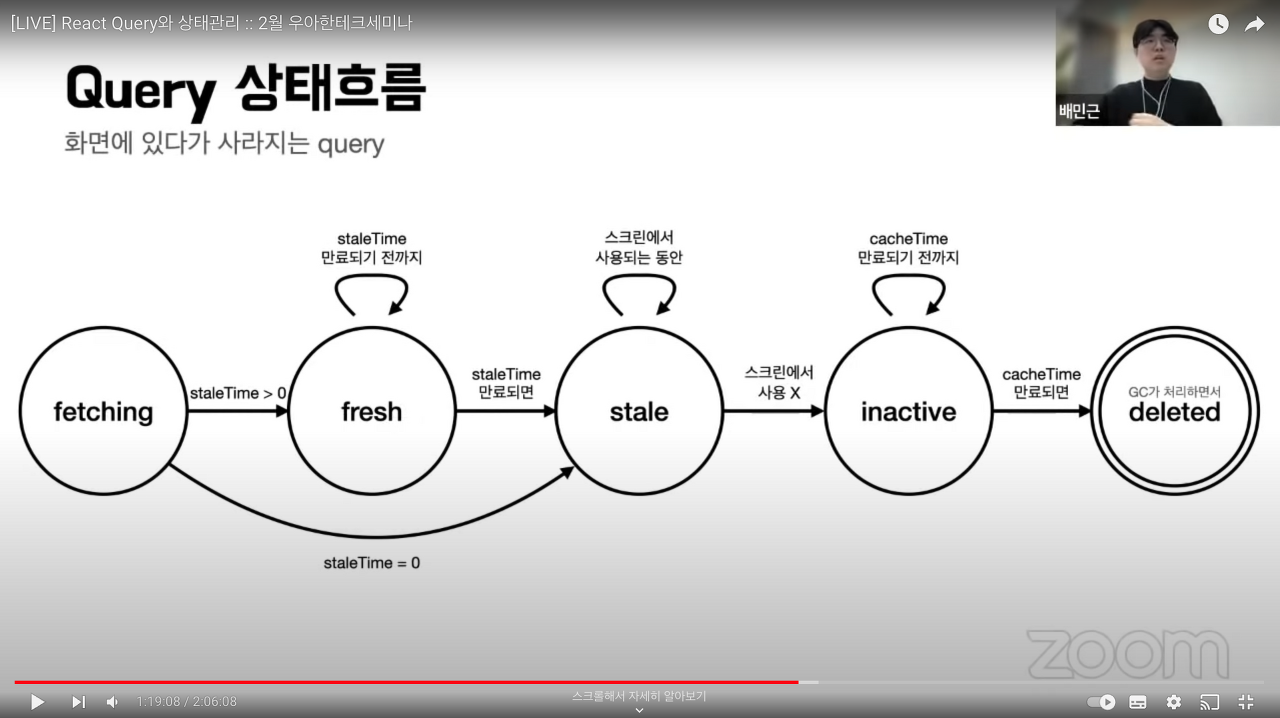 [LIVE] React Query와 상태관리 :: 2월 우아한테크세미나
Query 상태흐름
화면에 있다가 사라지는 query
배민근
staleTime
만료되기 전까지
스크린에서
사용되는 동안
cacheTime
만료되기 전까지
fetching
staleTime > 0
fresh
staleTime
만료되면
stale
스크린에서
사용 X
inactive
cacheTime
만료되면
GC가 처리하면서
deleted
staleTime = 0
zoom
1:19:08 / 2:06:08
스크롤해서 자세히 알아보기